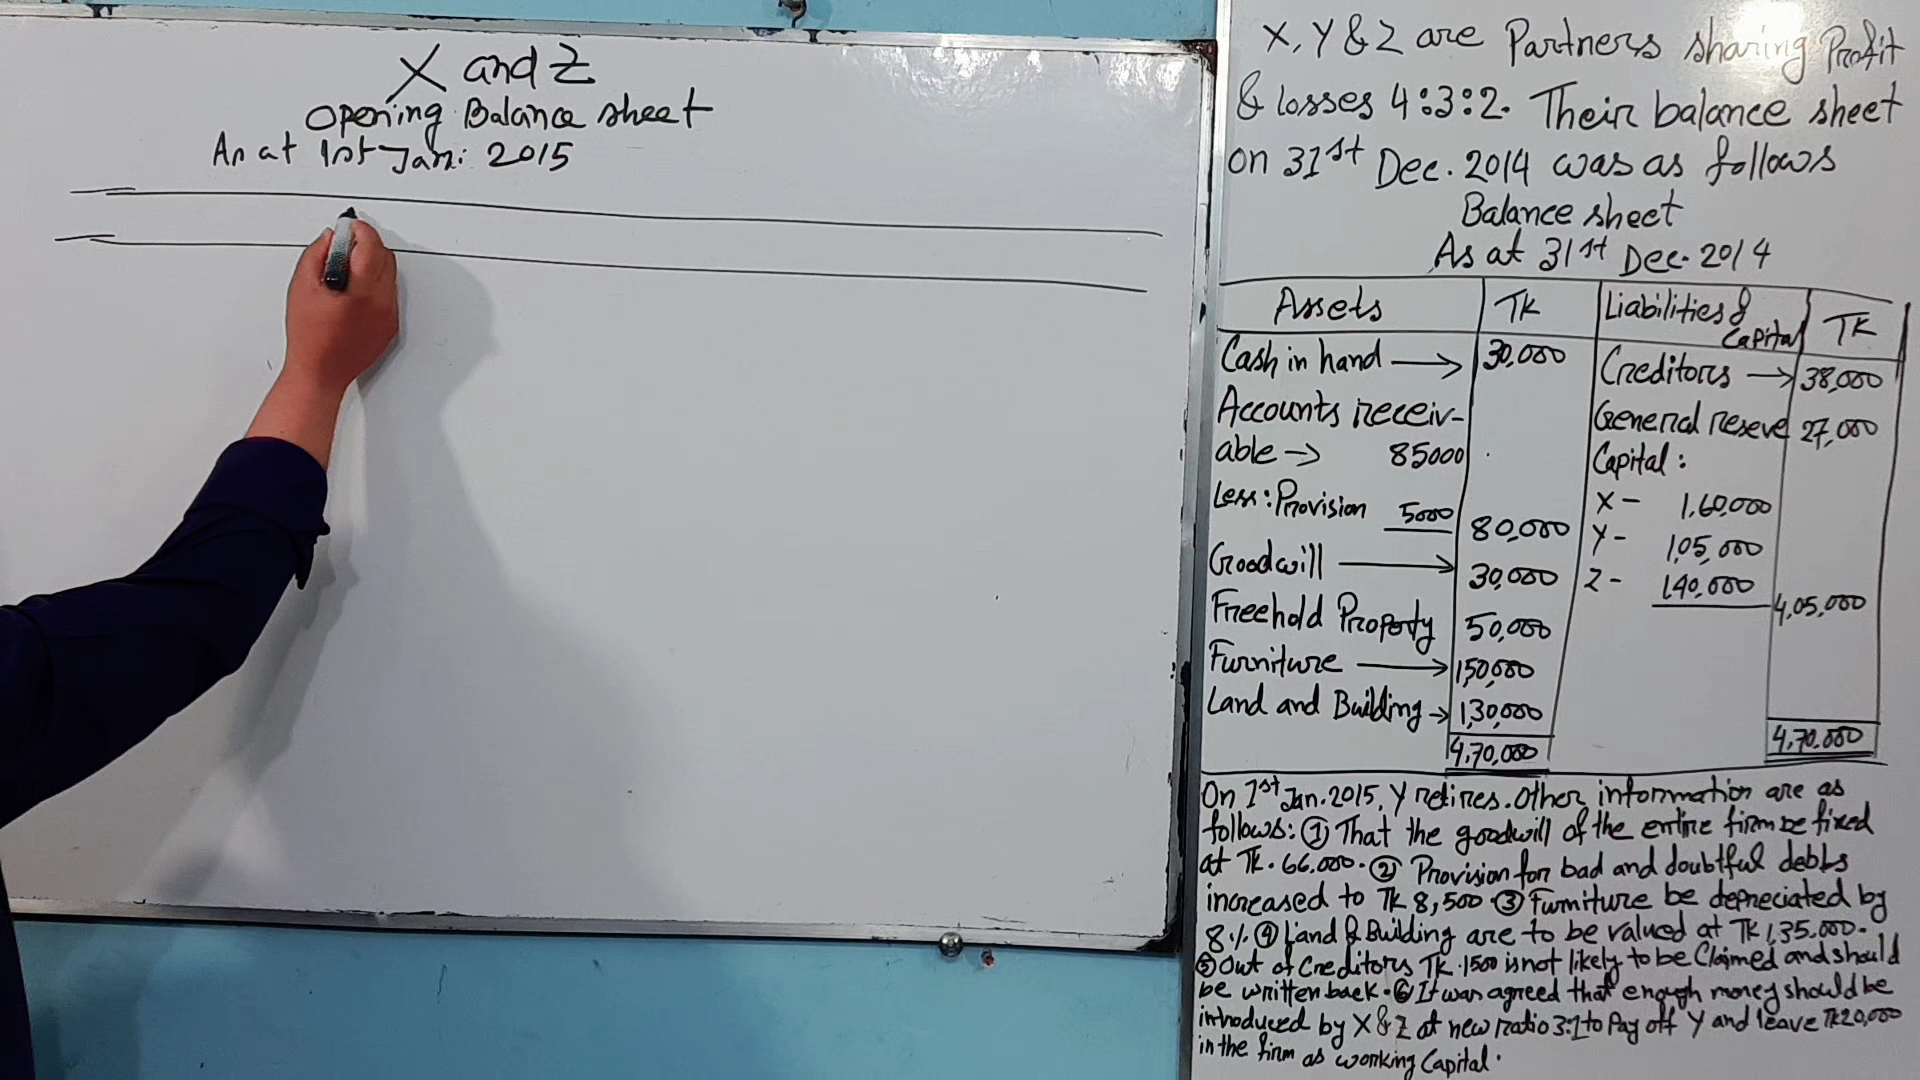 X and Z
Opening Balance sheet
As at 1st Jan: 2015
X, Y & Z are Partners sharing Profit
& losses 4:3:2. Their balance sheet
on 31st Dec. 2014 was as follows
Balance sheet
As at 31st Dec. 2014
Assets TK Liabilities & Capital TK
Cash in hand → 30,000 Creditors → 38,000
Accounts receiv-
able → 85000
General reseve 27,000
Capital:
Less: Provision 5000 80,000
X - 1,60,000
Y - 1,05,000
Goodwill → 30,000
Z - 1,40,000 4,05,000
Freehold Property 50,000
Furniture → 1,50,000
Land and Building → 1,30,000
4,70,000 4,70,000
On 1st Jan. 2015, Y retires. Other information are as
follows: ① That the goodwill of the entire firm be fixed
at TK. 66,000. ② Provision for bad and doubtful debts
increased to TK 8,500 ③ Furniture be depreciated by
8% ④ Land & Building are to be valued at TK 1,35,000.
⑤ Out of Creditors TK. 1500 is not likely to be Claimed and should
be written back. ⑥ It was agreed that enough money should be
introduced by X & Z at new ratio 3:1 to Pay off Y and leave TK 20,000
in the firm as working Capital.